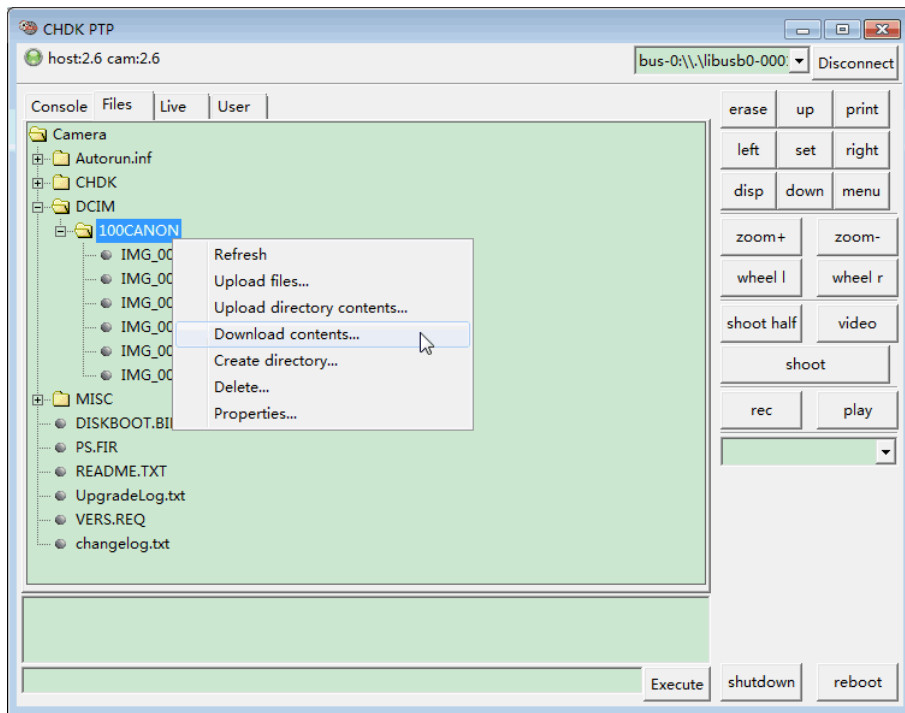 CHDK PTP
host:2.6 cam:2.6
bus-0:\\.\libusb0-000
Disconnect
Console Files Live User
Camera
Autorun.inf
CHDK
DCIM
100CANON
IMG_00
IMG_00
IMG_00
IMG_00
IMG_00
IMG_00
MISC
DISKBOOT.BI
PS.FIR
README.TXT
UpgradeLog.txt
VERS.REQ
changelog.txt
Refresh
Upload files...
Upload directory contents...
Download contents...
Create directory...
Delete...
Properties...
erase up print
left set right
disp down menu
zoom+ zoom-
wheel l wheel r
shoot half video
shoot
rec play
Execute
shutdown reboot